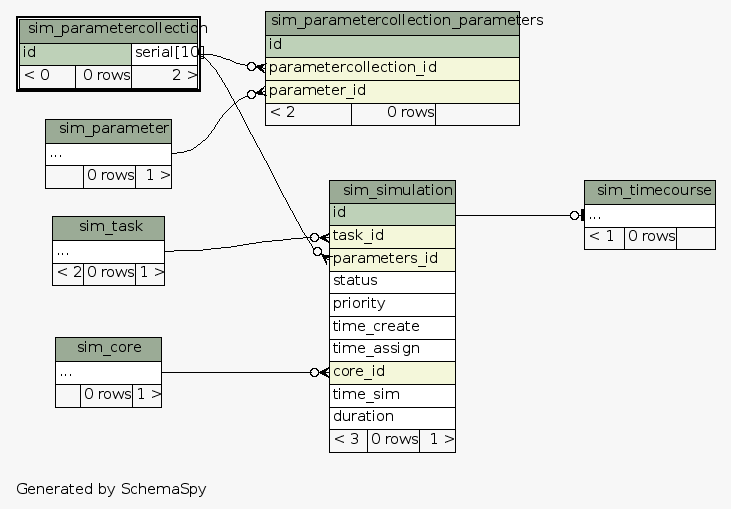 sim_parametercollection
id serial[10]
< 0 0 rows 2 >
sim_parametercollection_parameters
id
parametercollection_id
parameter_id
< 2 0 rows
sim_parameter
...
0 rows 1 >
sim_task
...
< 2 0 rows 1 >
sim_core
...
0 rows 1 >
sim_simulation
id
task_id
parameters_id
status
priority
time_create
time_assign
core_id
time_sim
duration
< 3 0 rows 1 >
sim_timecourse
...
< 1 0 rows
Generated by SchemaSpy